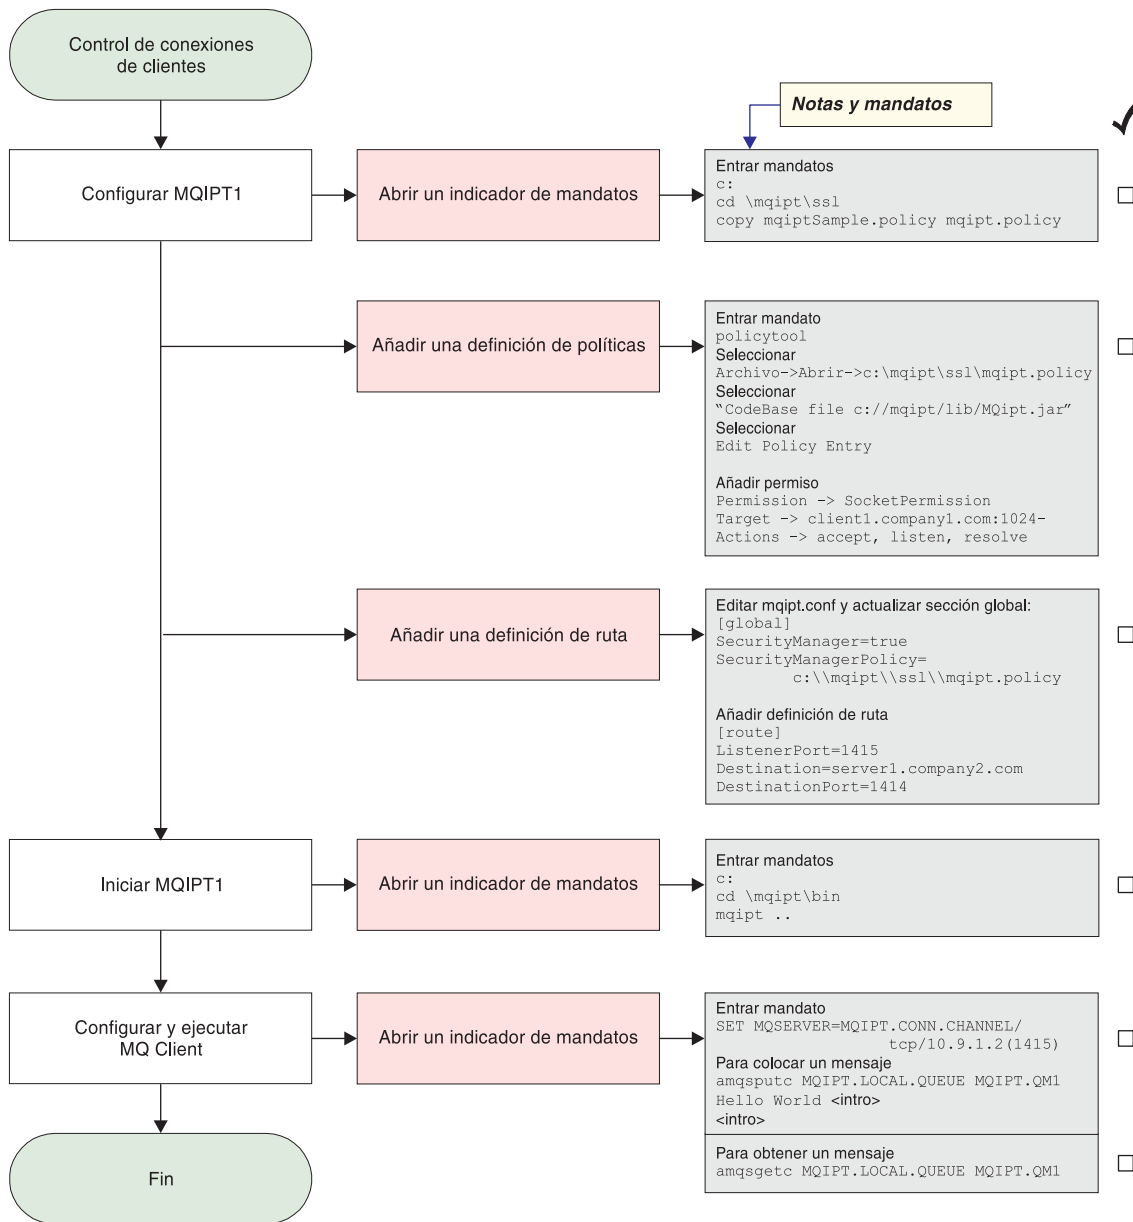 Control de conexiones
de clientes
Notas y mandatos
Configurar MQIPT1
Abrir un indicador de mandatos
Entrar mandatos
c:
cd \mqipt\ssl
copy mqiptSample.policy mqipt.policy
Añadir una definición de políticas
Entrar mandato
policytool
Seleccionar
Archivo->Abrir->c:\mqipt\ssl\mqipt.policy
Seleccionar
“CodeBase file c://mqipt/lib/MQipt.jar”
Seleccionar
Edit Policy Entry
Añadir permiso
Permission -> SocketPermission
Target -> client1.company1.com:1024-
Actions -> accept, listen, resolve
Añadir una definición de ruta
Editar mqipt.conf y actualizar sección global:
[global]
SecurityManager=true
SecurityManagerPolicy=
c:\\mqipt\\ssl\\mqipt.policy
Añadir definición de ruta
[route]
ListenerPort=1415
Destination=server1.company2.com
DestinationPort=1414
Iniciar MQIPT1
Abrir un indicador de mandatos
Entrar mandatos
c:
cd \mqipt\bin
mqipt ..
Configurar y ejecutar
MQ Client
Abrir un indicador de mandatos
Entrar mandato
SET MQSERVER=MQIPT.CONN.CHANNEL/
tcp/10.9.1.2(1415)
Para colocar un mensaje
amqsputc MQIPT.LOCAL.QUEUE MQIPT.QM1
Hello World <intro>
<intro>
Para obtener un mensaje
amqsgetc MQIPT.LOCAL.QUEUE MQIPT.QM1
Fin